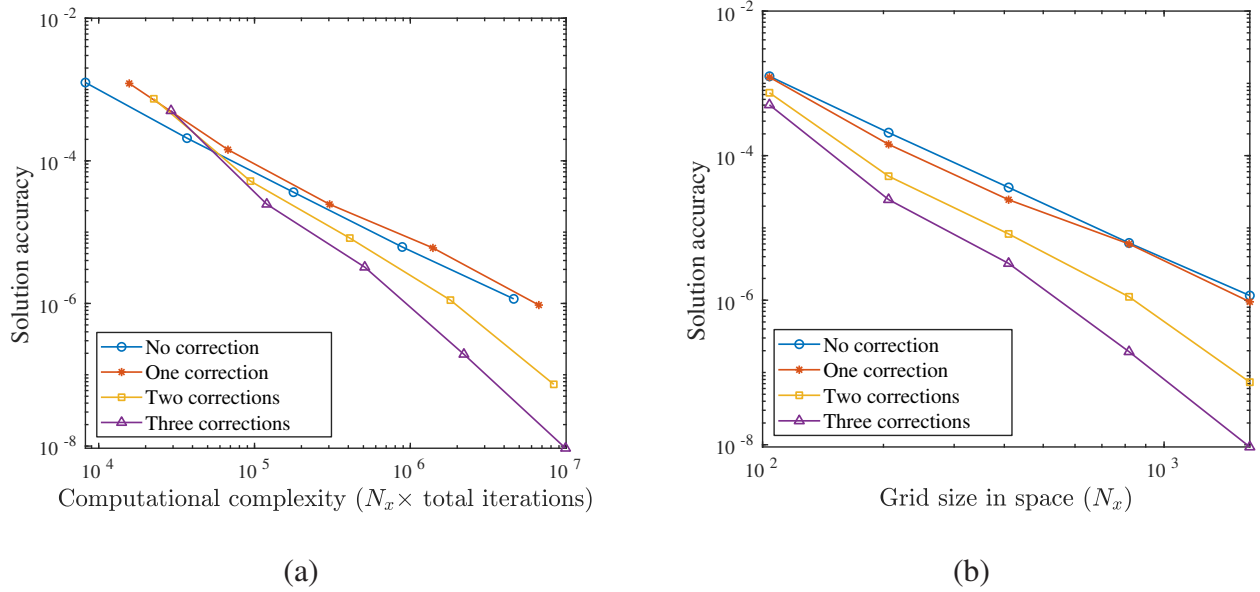 10^-2
10^-4
10^-6
10^-8
Solution accuracy
No correction
One correction
Two corrections
Three corrections
10^4
10^5
10^6
10^7
Computational complexity (N_x× total iterations)
(a)
10^-2
10^-4
10^-6
10^-8
Solution accuracy
No correction
One correction
Two corrections
Three corrections
10^2
10^3
Grid size in space (N_x)
(b)